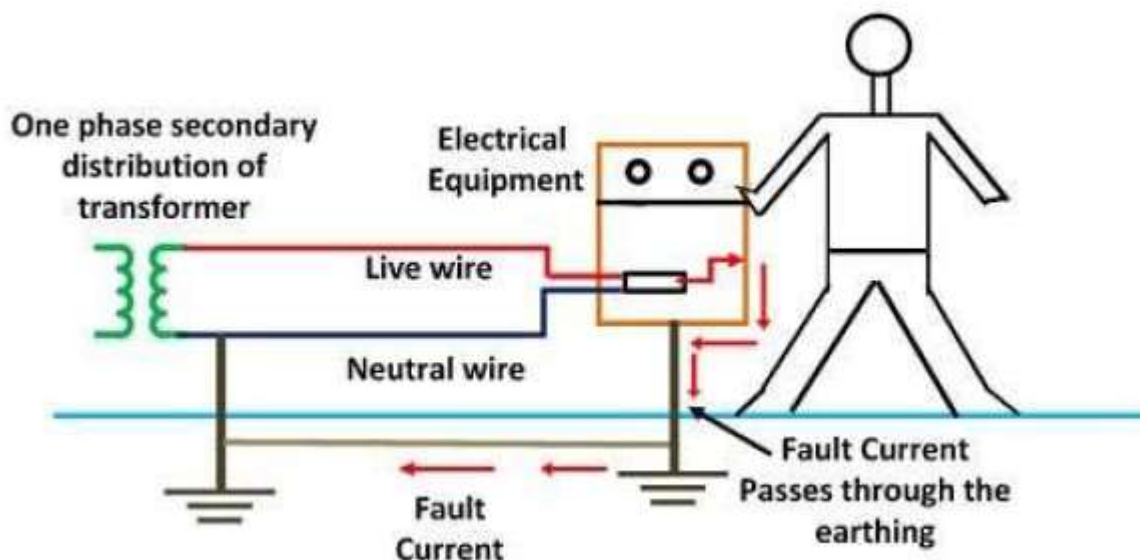 One phase secondary
distribution of
transformer
Electrical
Equipment
Live wire
Neutral wire
Fault Current
Passes through the
earthing
Fault
Current